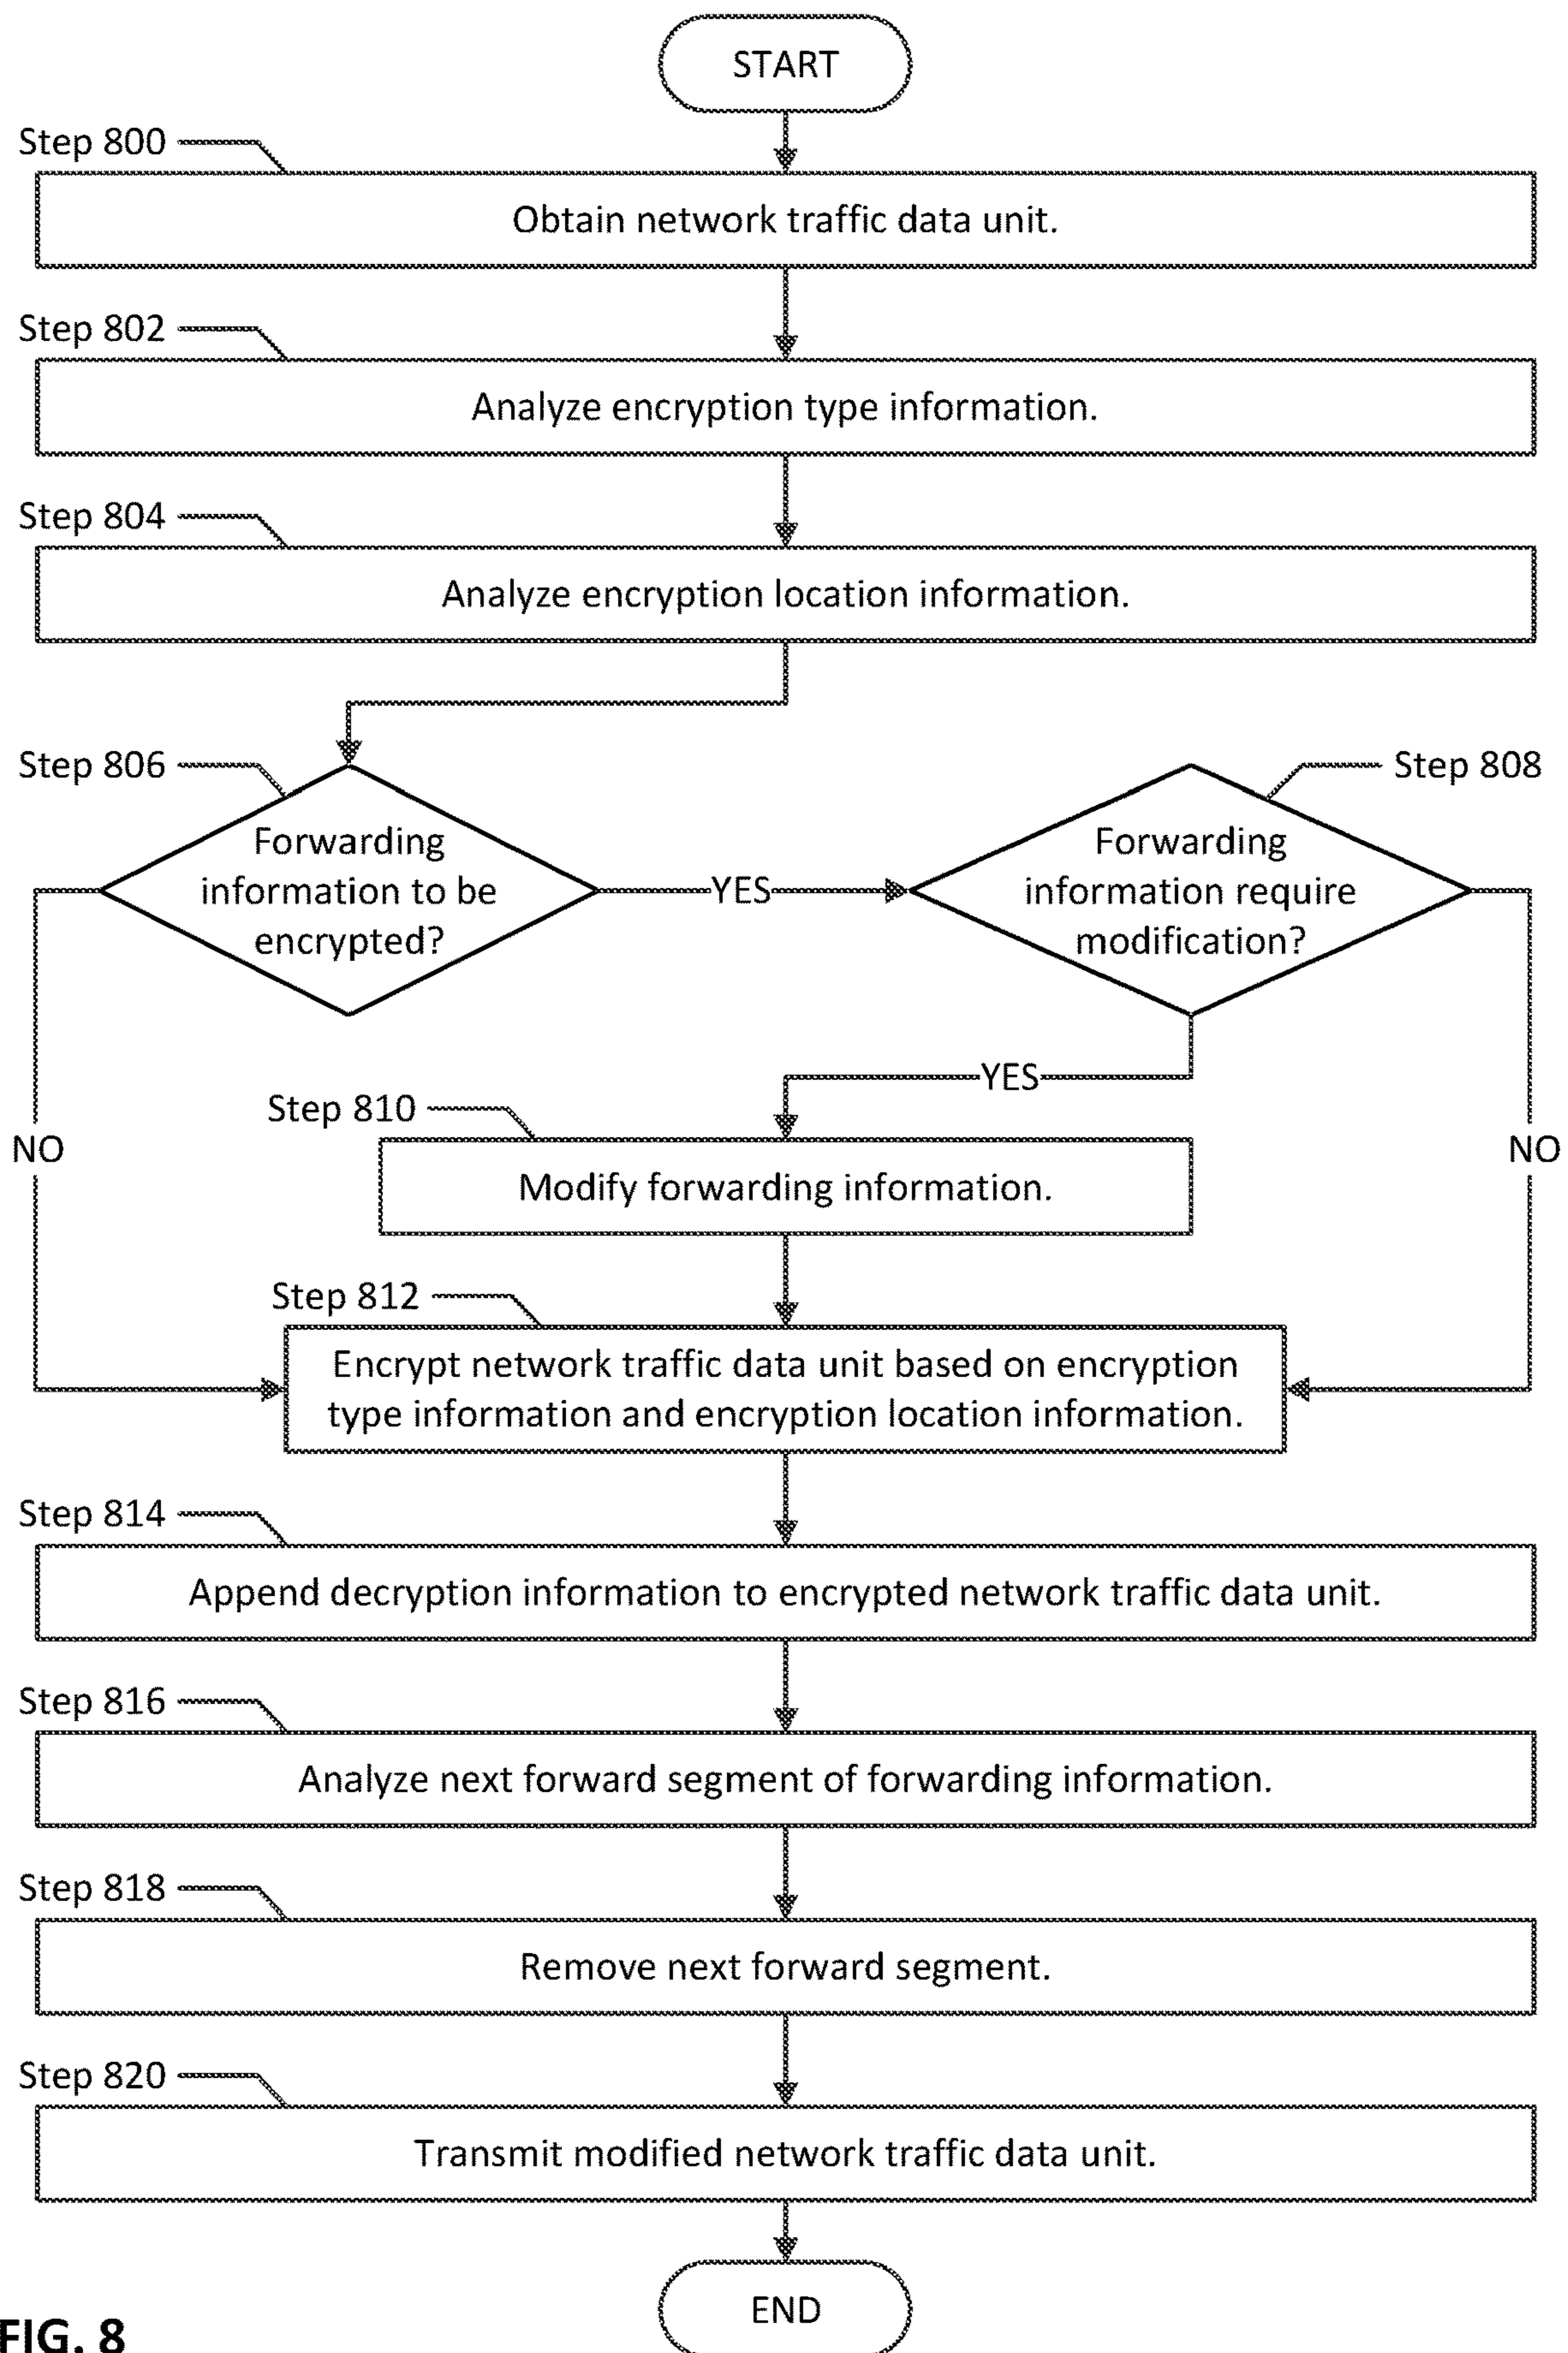 START
Step 800
Obtain network traffic data unit.
Step 802
Analyze encryption type information.
Step 804
Analyze encryption location information.
Step 806
Forwarding
information to be
encrypted?
YES
Step 808
Forwarding
information require
modification?
YES
NO
NO
Step 810
Modify forwarding information.
Step 812
Encrypt network traffic data unit based on encryption
type information and encryption location information.
Step 814
Append decryption information to encrypted network traffic data unit.
Step 816
Analyze next forward segment of forwarding information.
Step 818
Remove next forward segment.
Step 820
Transmit modified network traffic data unit.
END
FIG. 8